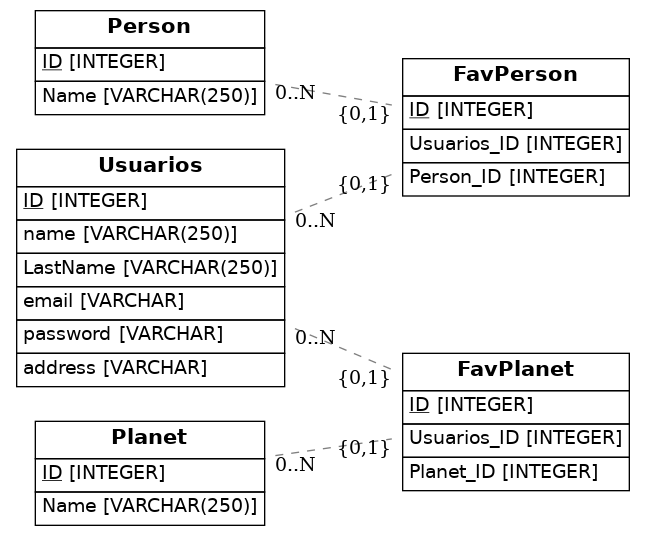 Person
ID [INTEGER]
Name [VARCHAR(250)]
0..N
{0,1}
FavPerson
ID [INTEGER]
Usuarios_ID [INTEGER]
Person_ID [INTEGER]
Usuarios
ID [INTEGER]
name [VARCHAR(250)]
LastName [VARCHAR(250)]
email [VARCHAR]
password [VARCHAR]
address [VARCHAR]
{0,1}
0..N
0..N
{0,1}
FavPlanet
ID [INTEGER]
Usuarios_ID [INTEGER]
Planet_ID [INTEGER]
Planet
ID [INTEGER]
Name [VARCHAR(250)]
{0,1}
0..N